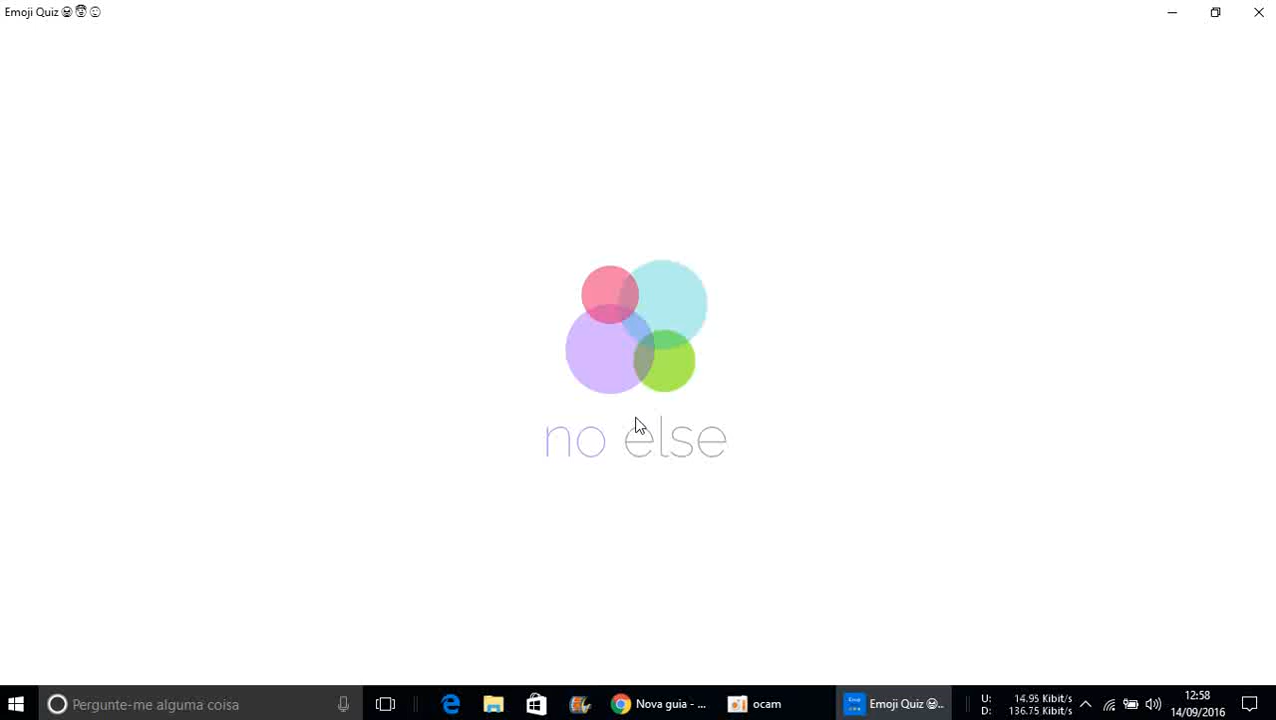 Emoji Quiz 😆😇☺
no else
Pergunte-me alguma coisa
Nova guia - ...
ocam
Emoji Quiz 😆...
U: 14.95 Kibit/s
D: 136.75 Kibit/s
12:58
14/09/2016